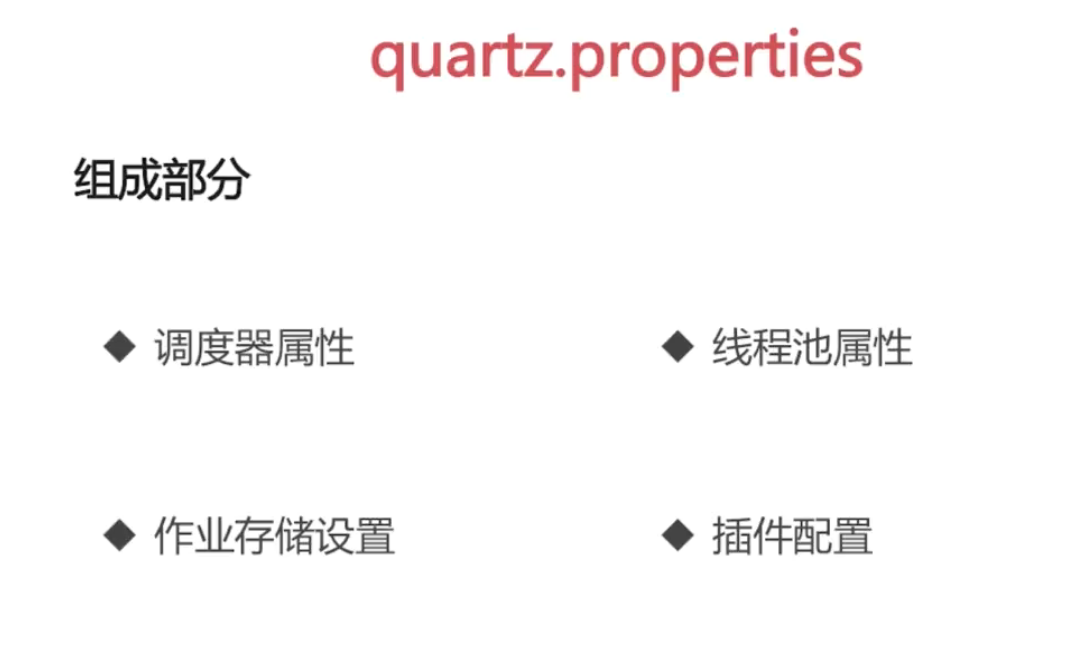 quartz.properties
组成部分
◆ 调度器属性
◆ 线程池属性
◆ 作业存储设置
◆ 插件配置